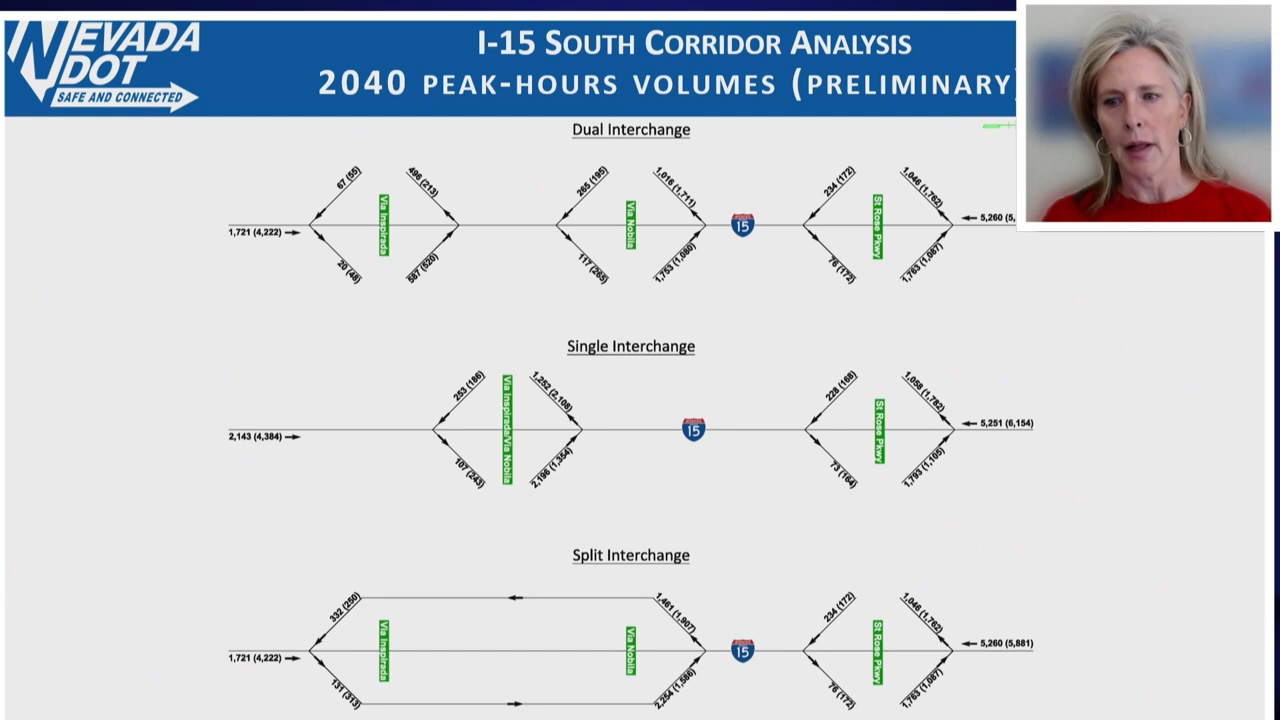 NEVADA
DOT
SAFE AND CONNECTED
I-15 SOUTH CORRIDOR ANALYSIS
2040 PEAK-HOURS VOLUMES (PRELIMINARY)
Dual Interchange
67 (55)
496 (213)
265 (195)
1,016 (1,711)
234 (172)
1,046 (1,762)
Via Inspirada
Via Nobila
15
St Rose Pkwy
5,260 (5,
1,721 (4,222)
20 (48)
587 (520)
117 (265)
1,753 (1,080)
76 (172)
1,763 (1,087)
Single Interchange
253 (186)
1,252 (2,108)
228 (168)
1,058 (1,782)
Via Inspirada/Via Nobila
15
St Rose Pkwy
5,251 (6,154)
2,143 (4,384)
107 (243)
2,196 (1,354)
73 (164)
1,793 (1,105)
Split Interchange
332 (250)
1,461 (1,907)
234 (172)
1,046 (1,762)
Via Inspirada
Via Nobila
15
St Rose Pkwy
5,260 (5,881)
1,721 (4,222)
131 (313)
2,254 (1,586)
76 (172)
1,763 (1,087)